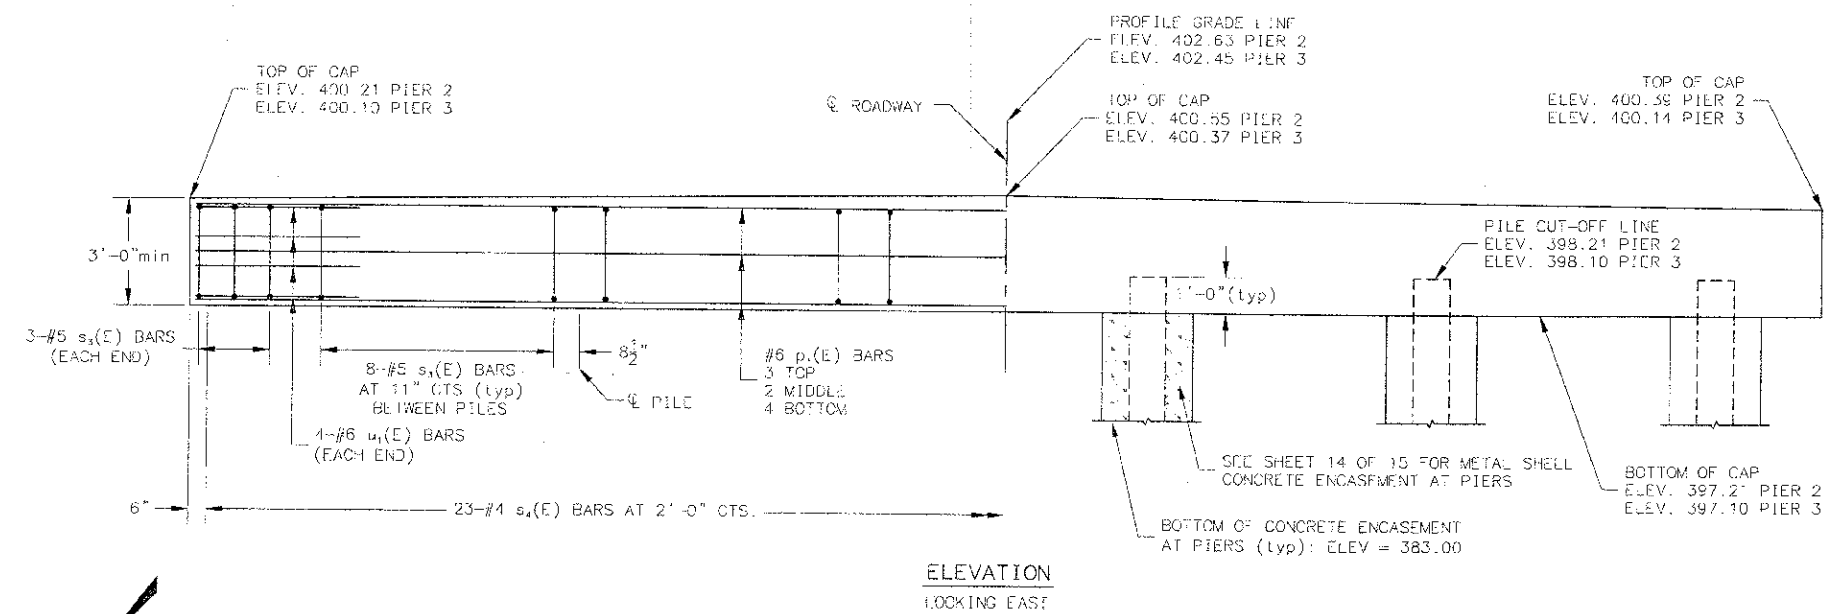 PROFILE GRADE LINE
ELEV. 402.63 PIER 2
ELEV. 402.45 PIER 3
TOP OF CAP
ELEV. 400.21 PIER 2
ELEV. 400.10 PIER 3
℄ ROADWAY
TOP OF CAP
ELEV. 400.55 PIER 2
ELEV. 400.37 PIER 3
TOP OF CAP
ELEV. 400.39 PIER 2
ELEV. 400.14 PIER 3
3'-0" min
PILE CUT-OFF LINE
ELEV. 398.21 PIER 2
ELEV. 398.10 PIER 3
1'-0" (typ)
3-#5 s₃(E) BARS
(EACH END)
8-#5 s₃(E) BARS
AT 11" CTS (typ)
BETWEEN PILES
8½"
℄ PILE
#6 p.(E) BARS
3 TOP
2 MIDDLE
4 BOTTOM
4-#6 u₁(E) BARS
(EACH END)
SEE SHEET 14 OF 15 FOR METAL SHELL
CONCRETE ENCASEMENT AT PIERS
BOTTOM OF CAP
ELEV. 397.21 PIER 2
ELEV. 397.10 PIER 3
6"
23-#4 s₄(E) BARS AT 2'-0" CTS.
BOTTOM OF CONCRETE ENCASEMENT
AT PIERS (typ): ELEV = 383.00
ELEVATION
LOOKING EAST